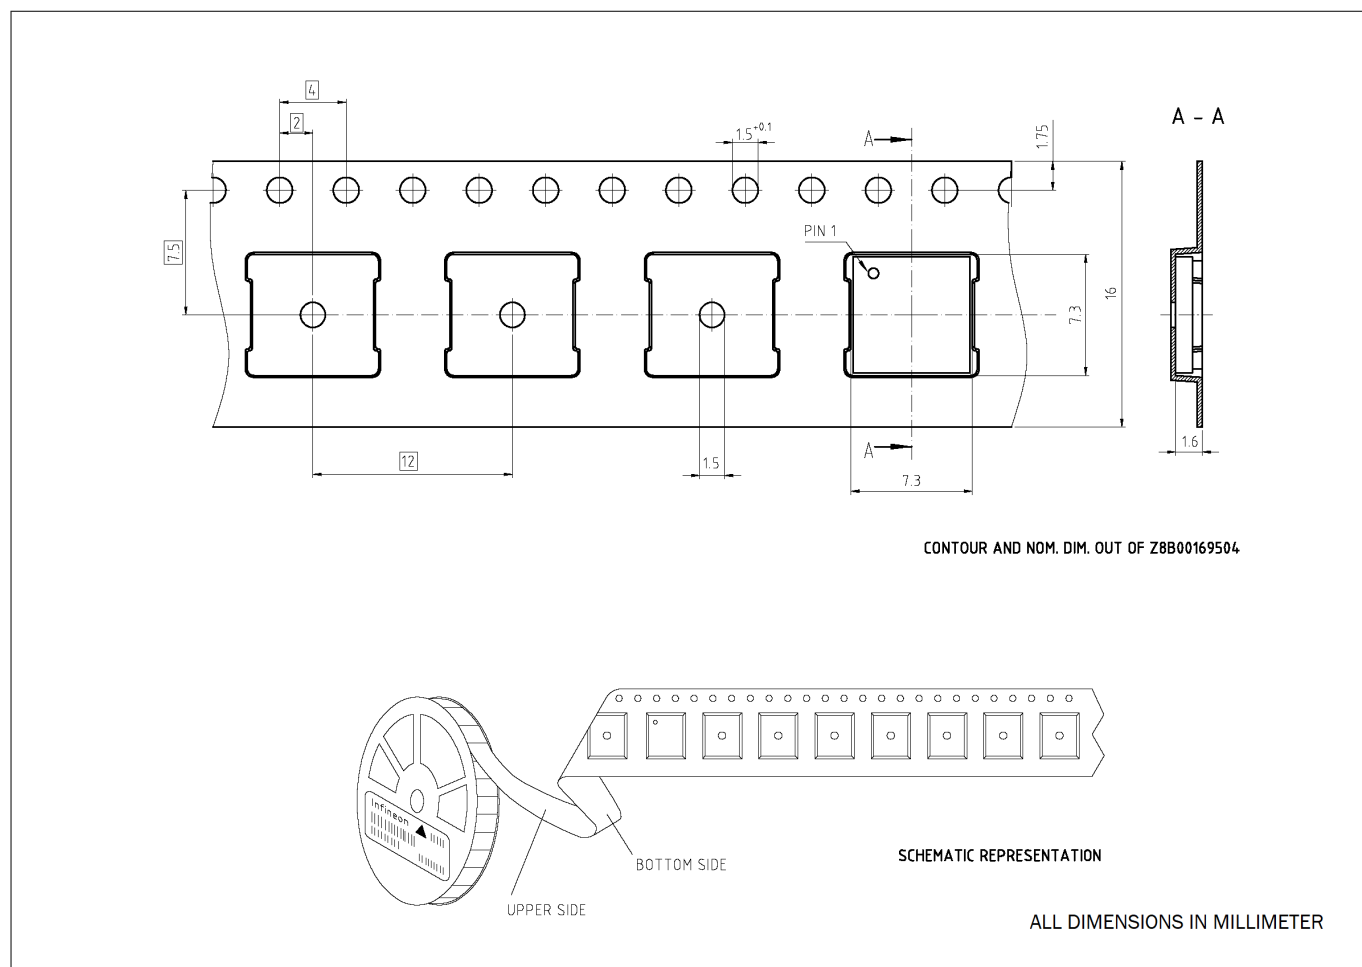 4
2
1.5 +0.1
A
1.75
A - A
PIN 1
7.5
7.3
16
A
12
1.5
7.3
1.6
CONTOUR AND NOM. DIM. OUT OF Z8B00169504
Infineon
BOTTOM SIDE
UPPER SIDE
SCHEMATIC REPRESENTATION
ALL DIMENSIONS IN MILLIMETER